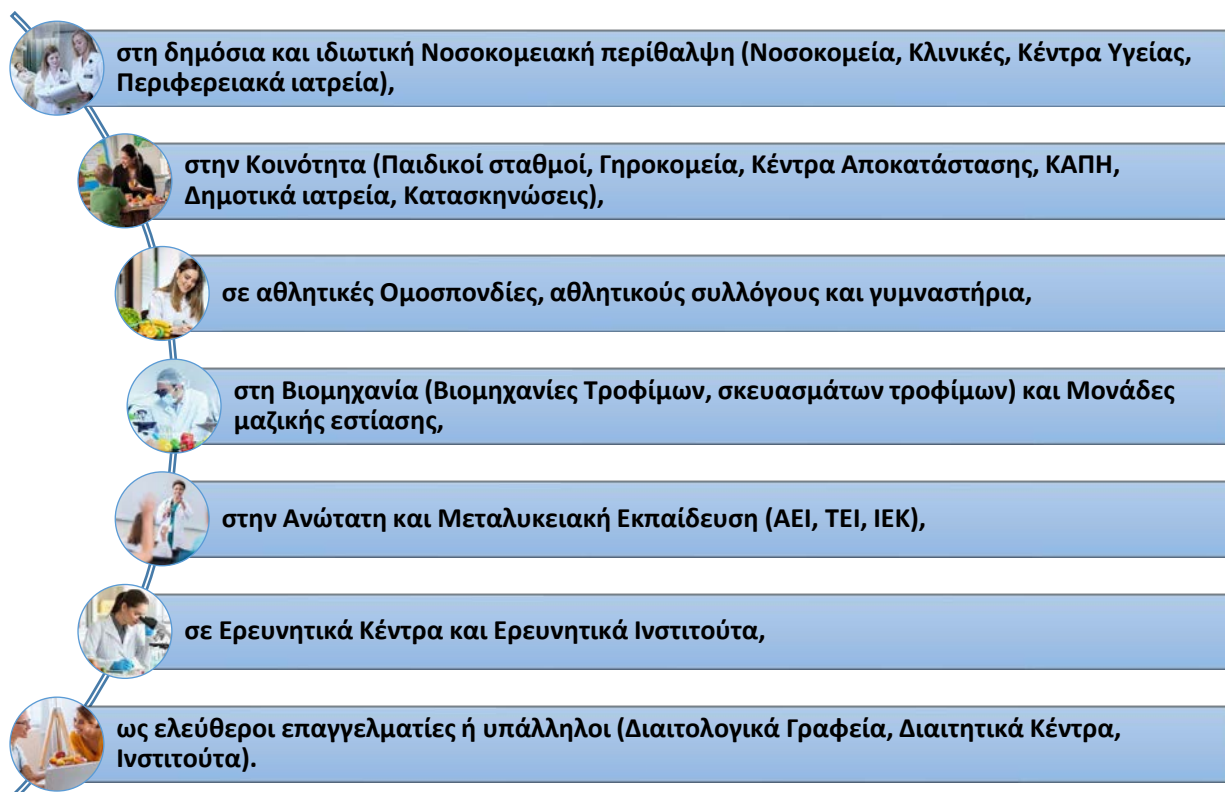 στη δημόσια και ιδιωτική Νοσοκομειακή περίθαλψη (Νοσοκομεία, Κλινικές, Κέντρα Υγείας,
Περιφερειακά ιατρεία),
στην Κοινότητα (Παιδικοί σταθμοί, Γηροκομεία, Κέντρα Αποκατάστασης, ΚΑΠΗ,
Δημοτικά ιατρεία, Κατασκηνώσεις),
σε αθλητικές Ομοσπονδίες, αθλητικούς συλλόγους και γυμναστήρια,
στη Βιομηχανία (Βιομηχανίες Τροφίμων, σκευασμάτων τροφίμων) και Μονάδες
μαζικής εστίασης,
στην Ανώτατη και Μεταλυκειακή Εκπαίδευση (ΑΕΙ, ΤΕΙ, ΙΕΚ),
σε Ερευνητικά Κέντρα και Ερευνητικά Ινστιτούτα,
ως ελεύθεροι επαγγελματίες ή υπάλληλοι (Διαιτολογικά Γραφεία, Διαιτητικά Κέντρα,
Ινστιτούτα).